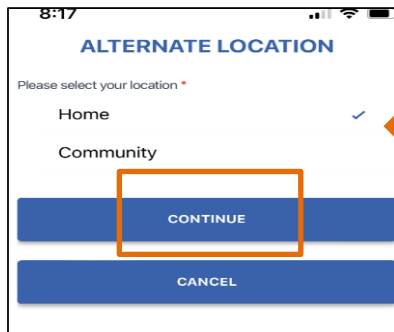 8:17
ALTERNATE LOCATION
Please select your location *
Home
Community
CONTINUE
CANCEL